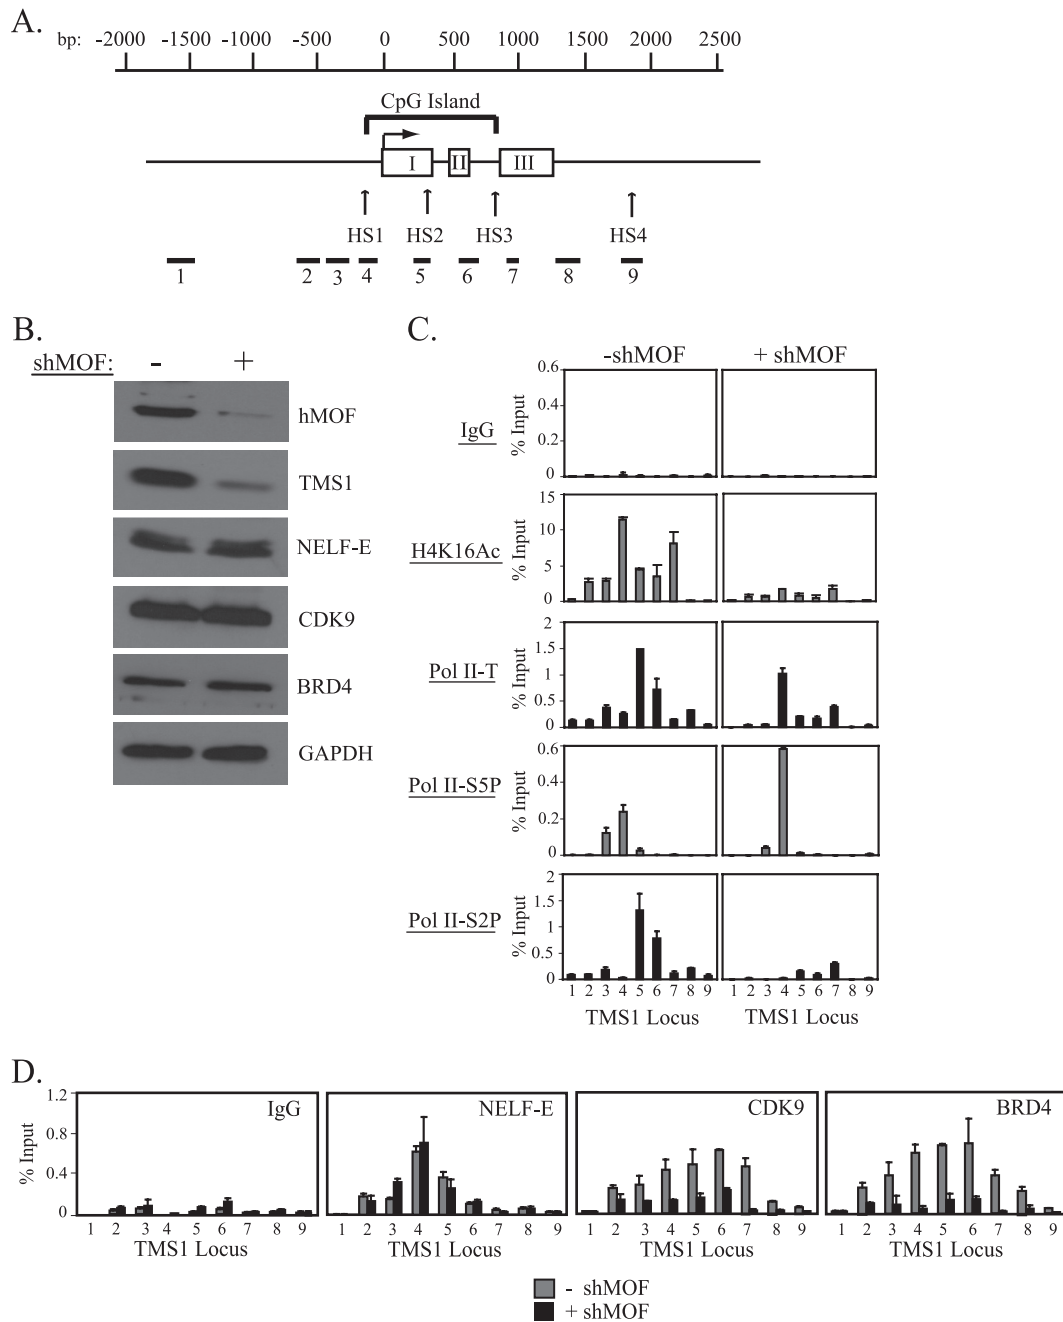 A.
bp: -2000 -1500 -1000 -500 0 500 1000 1500 2000 2500
CpG Island
I II III
HS1 HS2 HS3 HS4
1 2 3 4 5 6 7 8 9
B.
shMOF: - +
hMOF
TMS1
NELF-E
CDK9
BRD4
GAPDH
C.
-shMOF + shMOF
IgG
% Input
0.6
0.4
0.2
0
H4K16Ac
% Input
15
10
5
0
Pol II-T
% Input
2
1.5
1
0.5
0
Pol II-S5P
% Input
0.6
0.4
0.2
0
Pol II-S2P
% Input
2
1.5
1
0.5
0
1 2 3 4 5 6 7 8 9 1 2 3 4 5 6 7 8 9
TMS1 Locus TMS1 Locus
D.
% Input
1.2
0.8
0.4
0
IgG NELF-E CDK9 BRD4
1 2 3 4 5 6 7 8 9 1 2 3 4 5 6 7 8 9 1 2 3 4 5 6 7 8 9 1 2 3 4 5 6 7 8 9
TMS1 Locus TMS1 Locus TMS1 Locus TMS1 Locus
- shMOF
+ shMOF